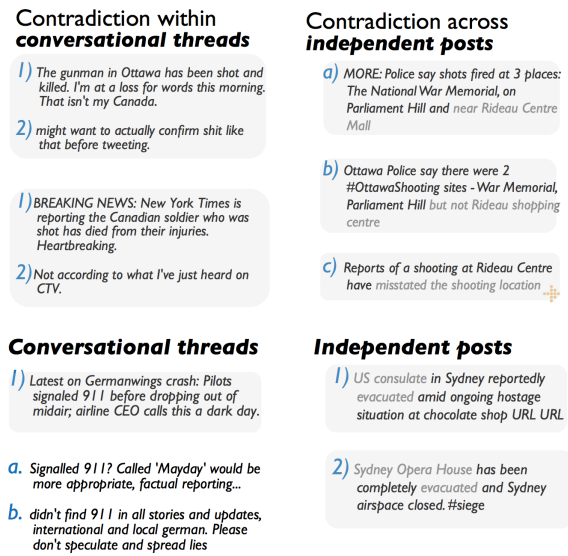 Contradiction within
conversational threads
1) The gunman in Ottawa has been shot and
killed. I'm at a loss for words this morning.
That isn't my Canada.
2) might want to actually confirm shit like
that before tweeting.
1) BREAKING NEWS: New York Times is
reporting the Canadian soldier who was
shot has died from their injuries.
Heartbreaking.
2) Not according to what I've just heard on
CTV.
Contradiction across
independent posts
a) MORE: Police say shots fired at 3 places:
The National War Memorial, on
Parliament Hill and near Rideau Centre
Mall
b) Ottawa Police say there were 2
#OttawaShooting sites - War Memorial,
Parliament Hill but not Rideau shopping
centre
c) Reports of a shooting at Rideau Centre
have misstated the shooting location
Conversational threads
1) Latest on Germanwings crash: Pilots
signaled 911 before dropping out of
midair; airline CEO calls this a dark day.
a. Signalled 911? Called 'Mayday' would be
more appropriate, factual reporting...
b. didn't find 911 in all stories and updates,
international and local german. Please
don't speculate and spread lies
Independent posts
1) US consulate in Sydney reportedly
evacuated amid ongoing hostage
situation at chocolate shop URL URL
2) Sydney Opera House has been
completely evacuated and Sydney
airspace closed. #siege